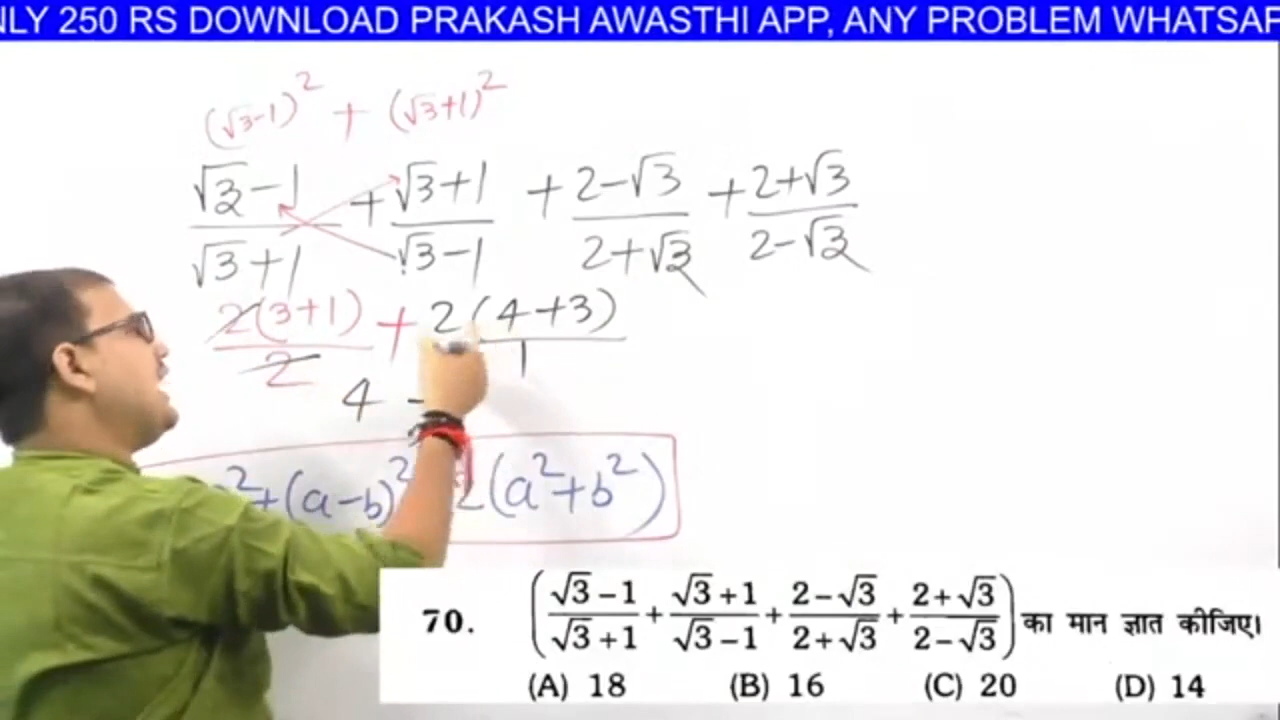 NLY 250 RS DOWNLOAD PRAKASH AWASTHI APP, ANY PROBLEM WHATSAP
(√3-1)² + (√3+1)²
(√3-1)/(√3+1) + (√3+1)/(√3-1) + (2-√3)/(2+√3) + (2+√3)/(2-√3)
2(3+1)/2 + 2(4+3)/1
4 -
²+(a-b)² 2(a²+b²)
70. ((√3-1)/(√3+1) + (√3+1)/(√3-1) + (2-√3)/(2+√3) + (2+√3)/(2-√3)) का मान ज्ञात कीजिए।
(A) 18 (B) 16 (C) 20 (D) 14